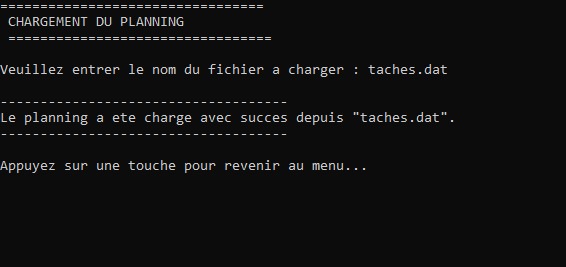 =================================
CHARGEMENT DU PLANNING
=================================
Veuillez entrer le nom du fichier a charger : taches.dat
------------------------------------
Le planning a ete charge avec succes depuis "taches.dat".
------------------------------------
Appuyez sur une touche pour revenir au menu...